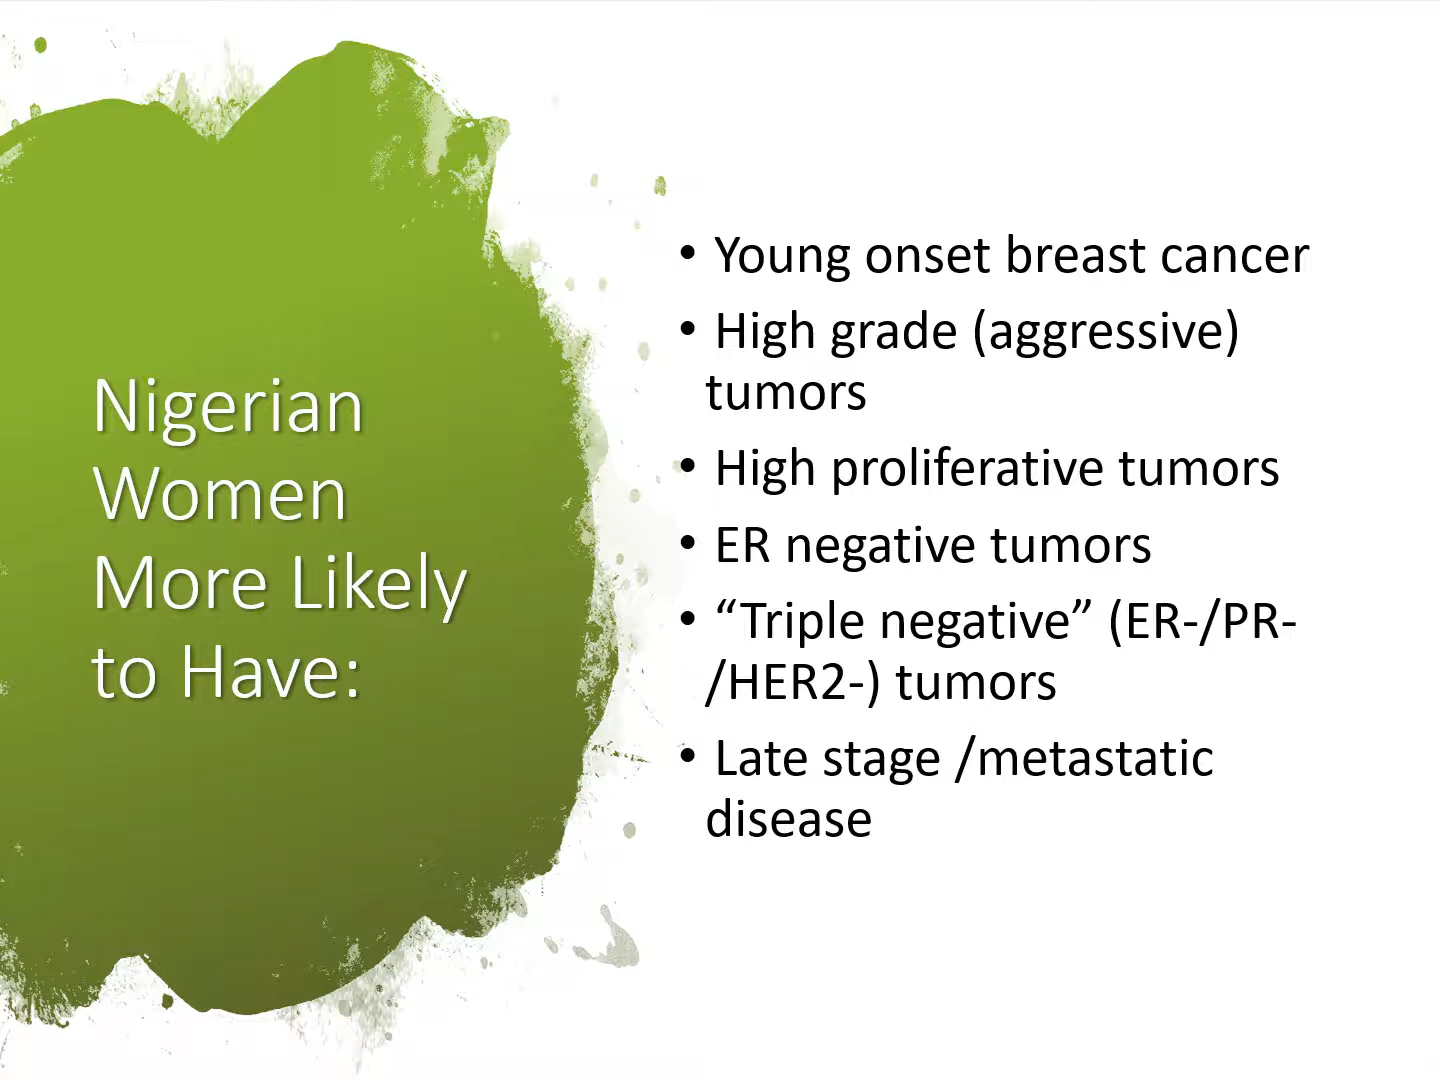 Nigerian
Women
More Likely
to Have:
• Young onset breast cancer
• High grade (aggressive)
tumors
• High proliferative tumors
• ER negative tumors
• “Triple negative” (ER-/PR-
/HER2-) tumors
• Late stage /metastatic
disease